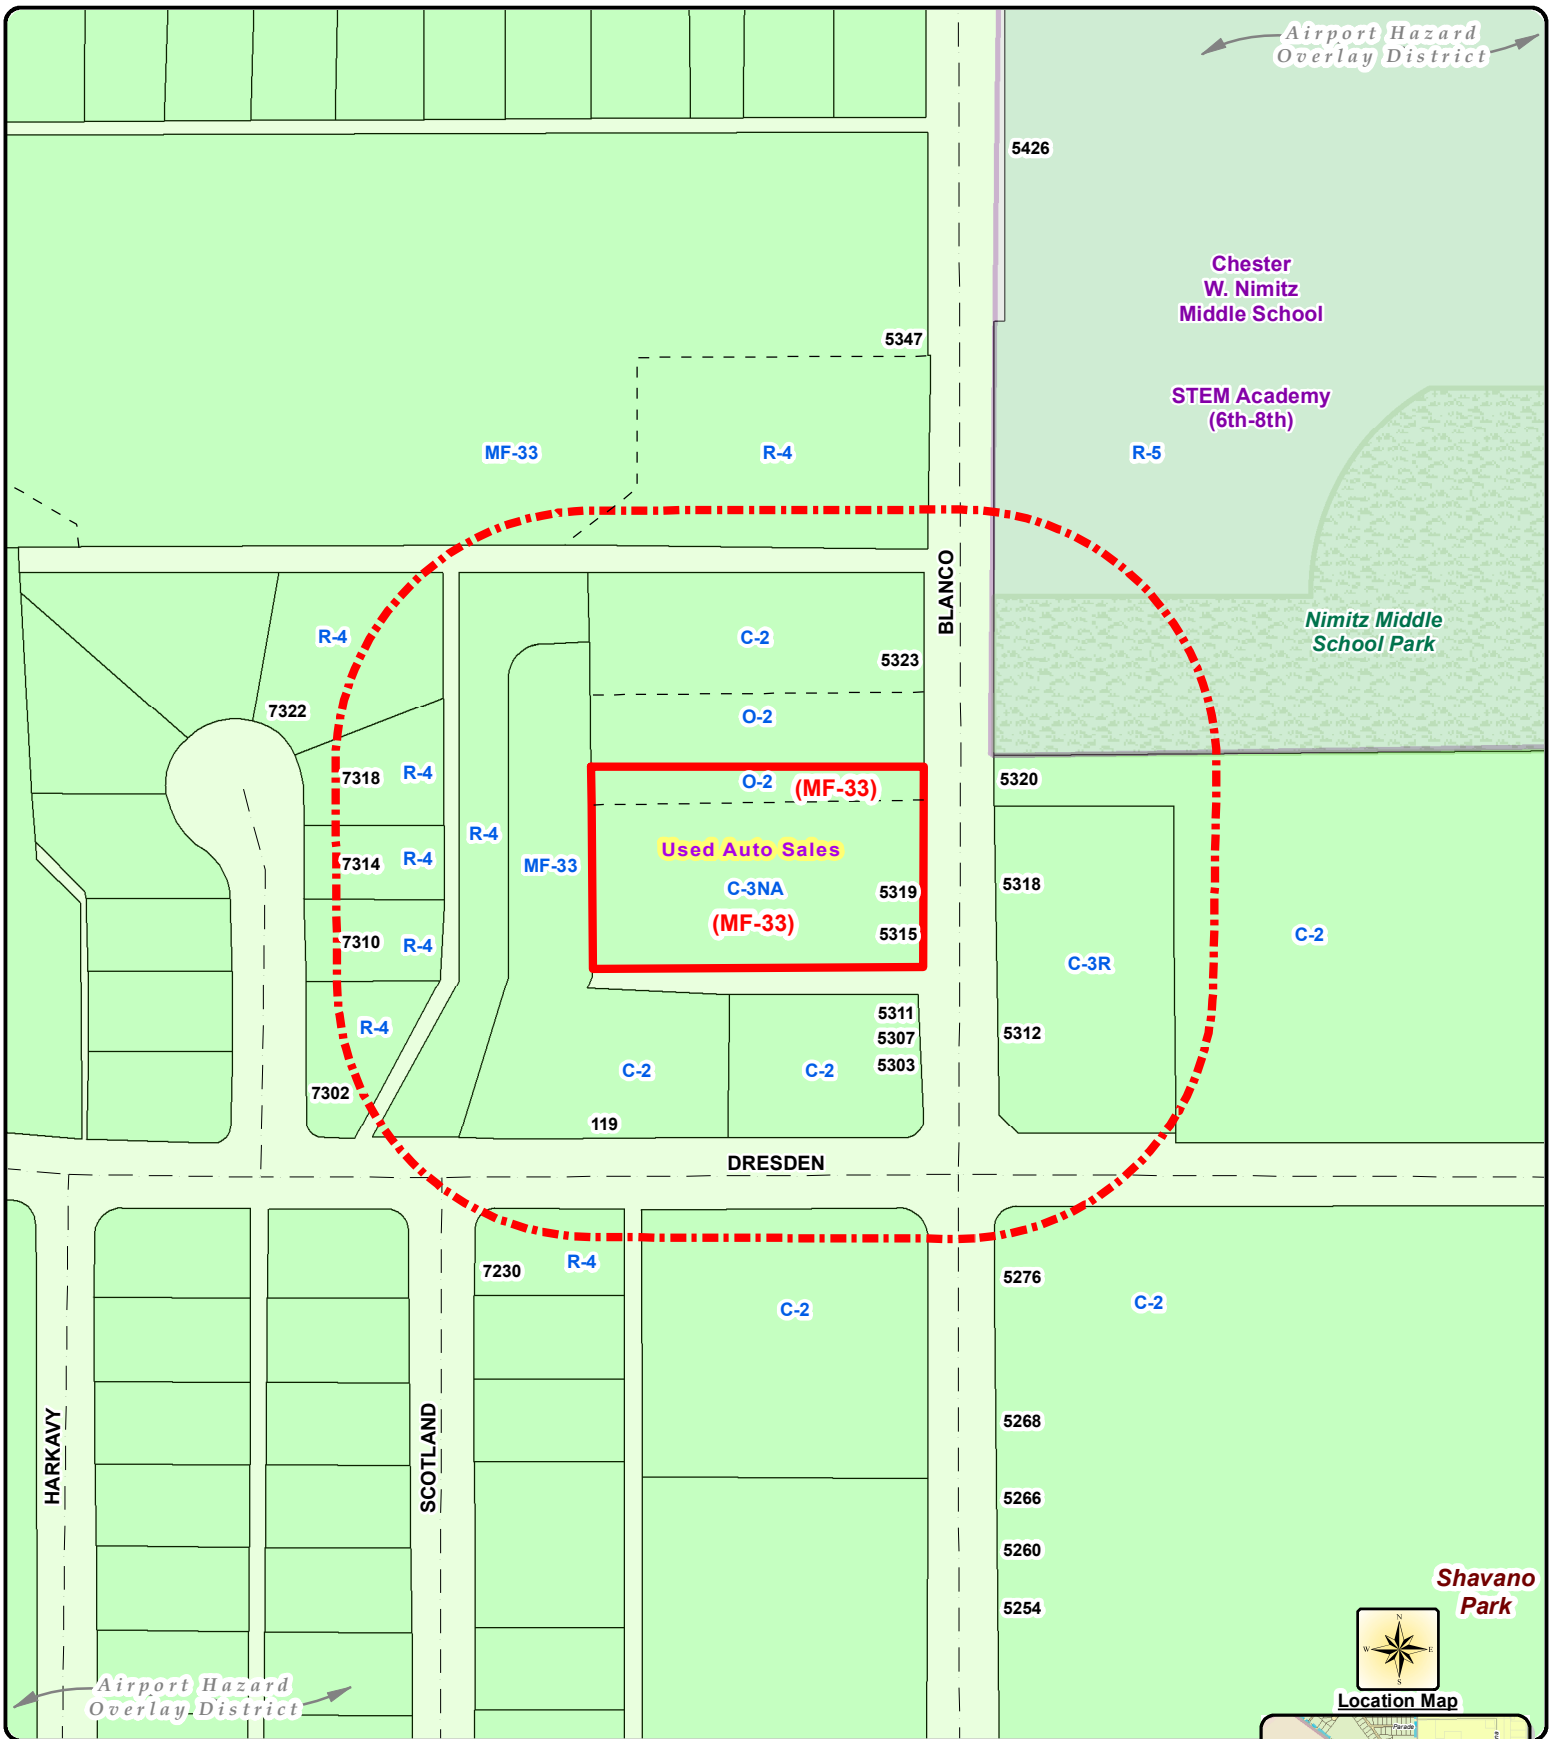 Airport Hazard
Overlay District
5426
Chester
W. Nimitz
Middle School
5347
STEM Academy
(6th-8th)
MF-33
R-4
R-5
BLANCO
Nimitz Middle
School Park
R-4
C-2
5323
7322
O-2
7318
R-4
O-2
(MF-33)
5320
R-4
Used Auto Sales
7314
R-4
MF-33
C-3NA
5319
5318
(MF-33)
5315
7310
R-4
C-2
C-3R
5311
R-4
5307
5312
C-2
C-2
5303
7302
119
DRESDEN
7230
R-4
5276
C-2
C-2
HARKAVY
SCOTLAND
5268
5266
5260
5254
Shavano
Park
N
W
E
S
Location Map
Airport Hazard
Overlay District
Parade